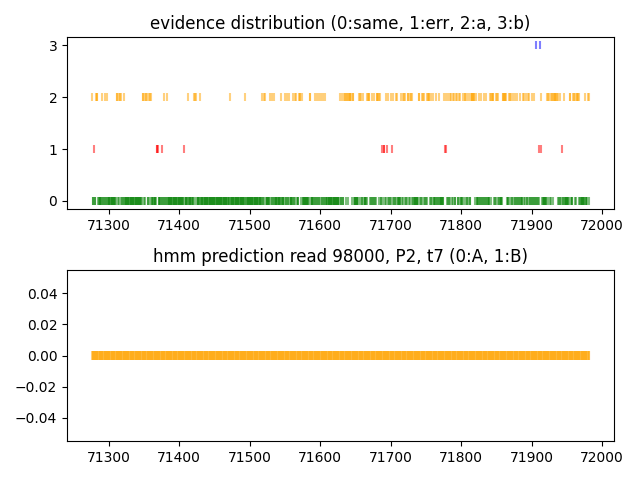 evidence distribution (0:same, 1:err, 2:a, 3:b)
3
2
1
0
71300 71400 71500 71600 71700 71800 71900 72000
hmm prediction read 98000, P2, t7 (0:A, 1:B)
0.04
0.02
0.00
−0.02
−0.04
71300 71400 71500 71600 71700 71800 71900 72000